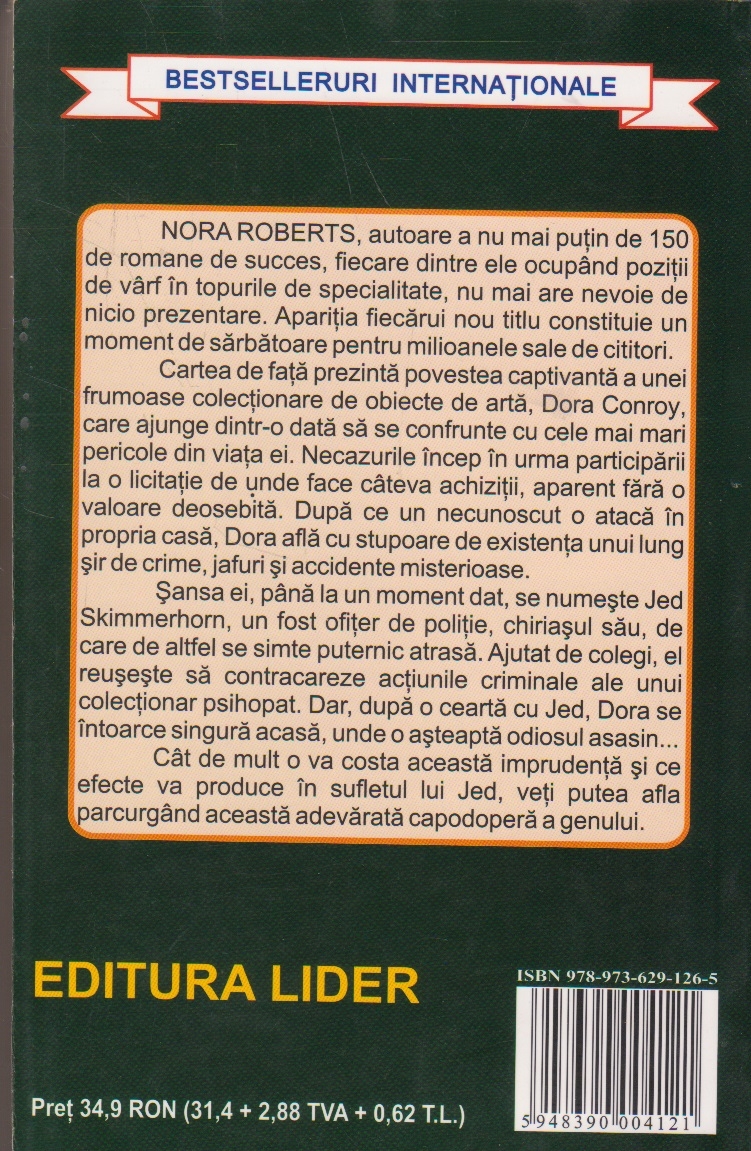 BESTSELLERURI INTERNAȚIONALE
NORA ROBERTS, autoare a nu mai puțin de 150
de romane de succes, fiecare dintre ele ocupând poziții
de vârf în topurile de specialitate, nu mai are nevoie de
nicio prezentare. Apariția fiecărui nou titlu constituie un
moment de sărbătoare pentru milioanele sale de cititori.
Cartea de față prezintă povestea captivantă a unei
frumoase colecționare de obiecte de artă, Dora Conroy,
care ajunge dintr-o dată să se confrunte cu cele mai mari
pericole din viața ei. Necazurile încep în urma participării
la o licitație de unde face câteva achiziții, aparent fără o
valoare deosebită. După ce un necunoscut o atacă în
propria casă, Dora află cu stupoare de existența unui lung
șir de crime, jafuri și accidente misterioase.
Șansa ei, până la un moment dat, se numește Jed
Skimmerhorn, un fost ofițer de poliție, chiriașul său, de
care de altfel se simte puternic atrasă. Ajutat de colegi, el
reușește să contracareze acțiunile criminale ale unui
colecționar psihopat. Dar, după o ceartă cu Jed, Dora se
întoarce singură acasă, unde o așteaptă odiosul asasin...
Cât de mult o va costa această imprudență și ce
efecte va produce în sufletul lui Jed, veți putea afla
parcurgând această adevărată capodoperă a genului.
EDITURA LIDER
ISBN 978-973-629-126-5
Preț 34,9 RON (31,4 + 2,88 TVA + 0,62 T.L.)
5 948390 004121